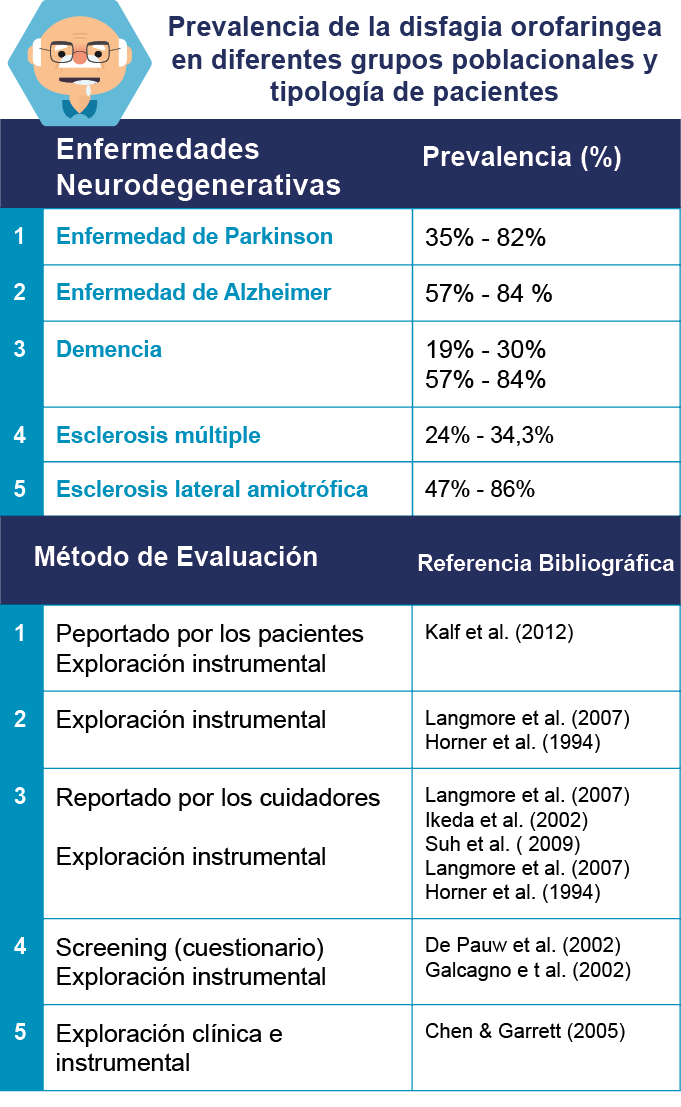 Prevalencia de la disfagia orofaringea
en diferentes grupos poblacionales y
tipología de pacientes
Enfermedades
Neurodegenerativas
Prevalencia (%)
1 Enfermedad de Parkinson 35% - 82%
2 Enfermedad de Alzheimer 57% - 84 %
3 Demencia 19% - 30%
57% - 84%
4 Esclerosis múltiple 24% - 34,3%
5 Esclerosis lateral amiotrófica 47% - 86%
Método de Evaluación Referencia Bibliográfica
1 Peportado por los pacientes Kalf et al. (2012)
Exploración instrumental
2 Exploración instrumental Langmore et al. (2007)
Horner et al. (1994)
3 Reportado por los cuidadores
Exploración instrumental
Langmore et al. (2007)
Ikeda et al. (2002)
Suh et al. ( 2009)
Langmore et al. (2007)
Horner et al. (1994)
4 Screening (cuestionario) De Pauw et al. (2002)
Exploración instrumental Galcagno e t al. (2002)
5 Exploración clínica e Chen & Garrett (2005)
instrumental